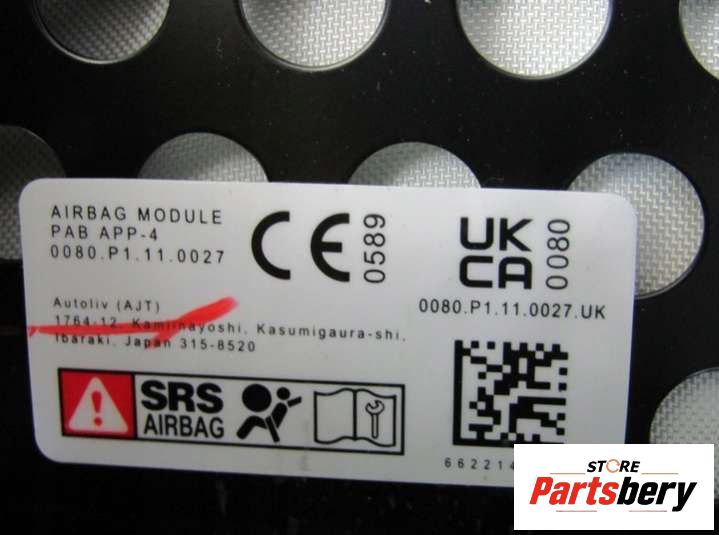 AIRBAG MODULE
PAB APP-4
0080.P1.11.0027
CE
0589
UK
CA
0080
0080.P1.11.0027.UK
Autoliv (AJT)
1764-12, Kamiinayoshi, Kasumigaura-shi,
Ibaraki, Japan 315-8520
SRS
AIRBAG
STORE
Partsbery